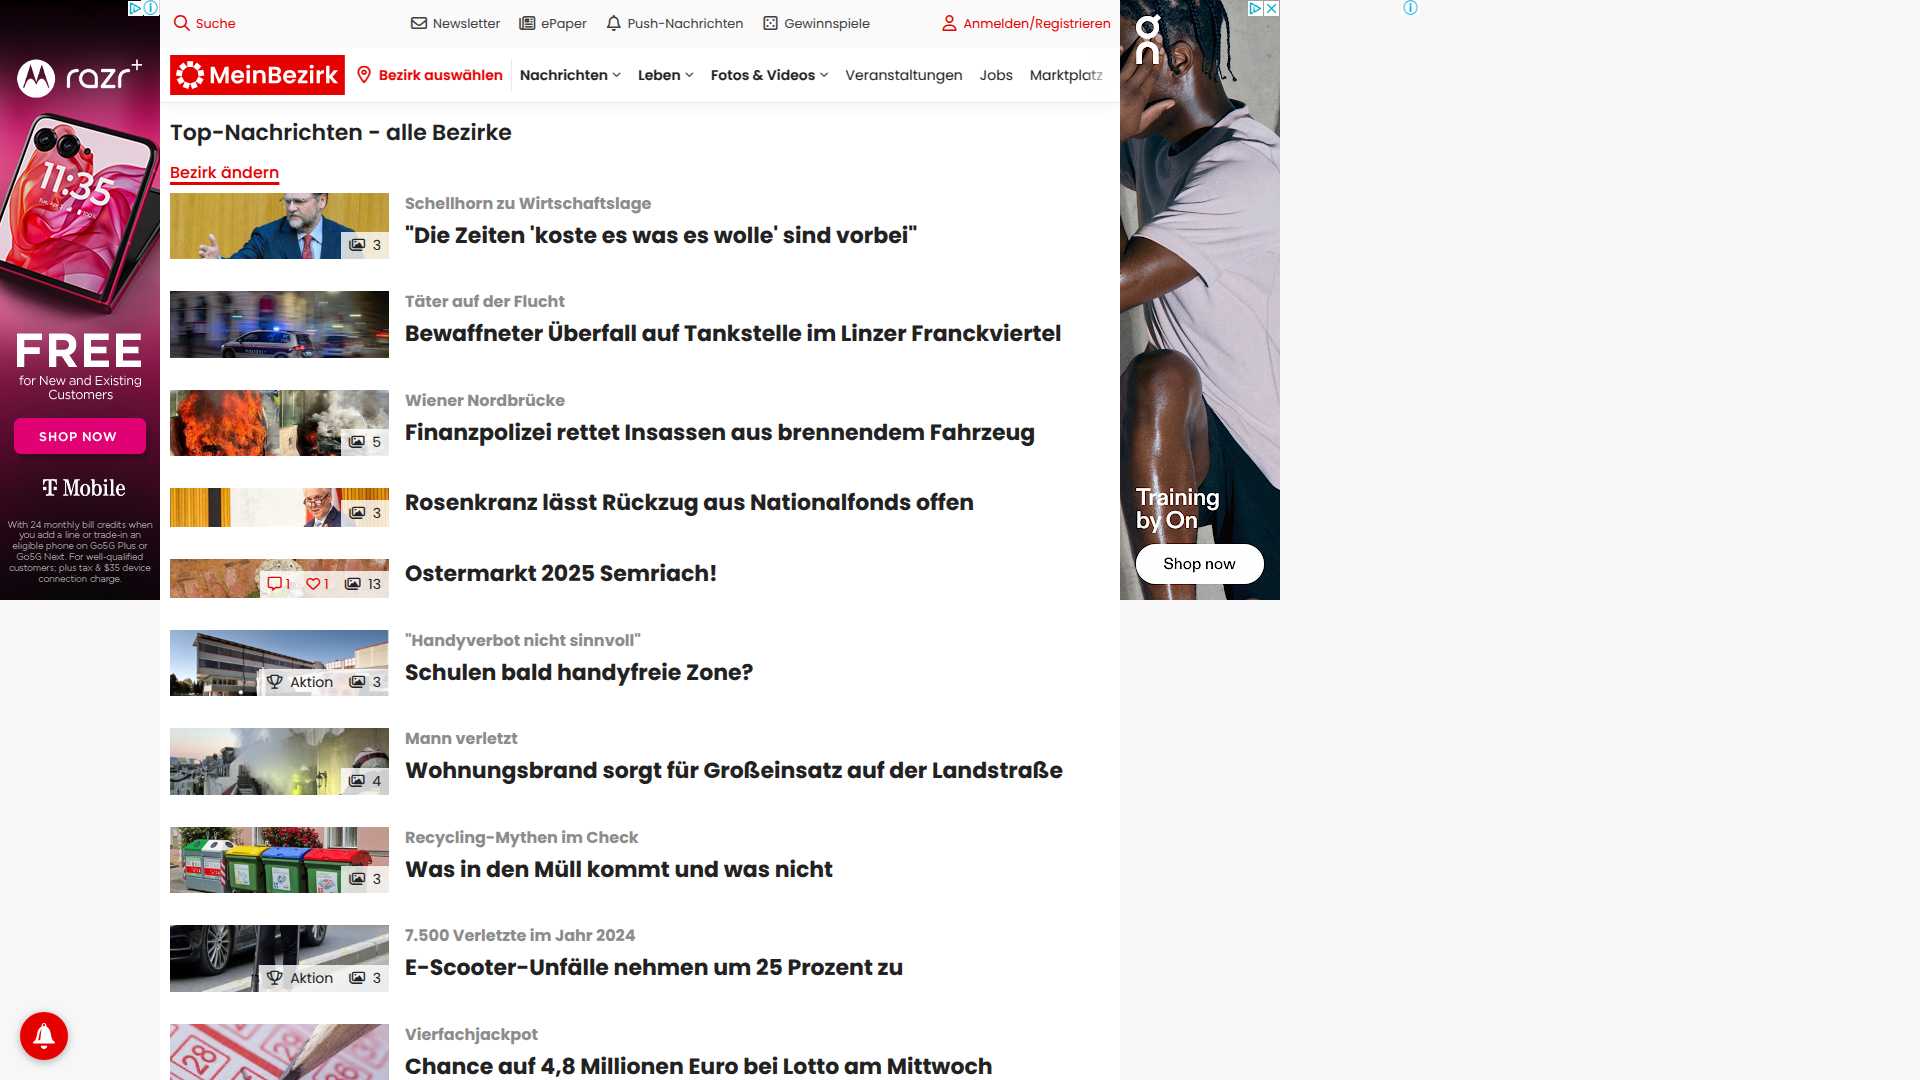 Suche
Newsletter
ePaper
Push-Nachrichten
Gewinnspiele
Anmelden/Registrieren
MeinBezirk
Bezirk auswählen
Nachrichten
Leben
Fotos & Videos
Veranstaltungen
Jobs
Marktplatz
razr+
11:35
FREE
for New and Existing
Customers
SHOP NOW
T Mobile
With 24 monthly bill credits when
you add a line or trade-in an
eligible phone on Go5G Plus or
Go5G Next. For well-qualified
customers; plus tax & $35 device
connection charge.
Top-Nachrichten - alle Bezirke
Bezirk ändern
3
Schellhorn zu Wirtschaftslage
"Die Zeiten 'koste es was es wolle' sind vorbei"
Täter auf der Flucht
Bewaffneter Überfall auf Tankstelle im Linzer Franckviertel
5
Wiener Nordbrücke
Finanzpolizei rettet Insassen aus brennendem Fahrzeug
3
Rosenkranz lässt Rückzug aus Nationalfonds offen
1 1 13
Ostermarkt 2025 Semriach!
Aktion 3
"Handyverbot nicht sinnvoll"
Schulen bald handyfreie Zone?
4
Mann verletzt
Wohnungsbrand sorgt für Großeinsatz auf der Landstraße
3
Recycling-Mythen im Check
Was in den Müll kommt und was nicht
Aktion 3
7.500 Verletzte im Jahr 2024
E-Scooter-Unfälle nehmen um 25 Prozent zu
28
29
36
Vierfachjackpot
Chance auf 4,8 Millionen Euro bei Lotto am Mittwoch
on
Training
by On
Shop now